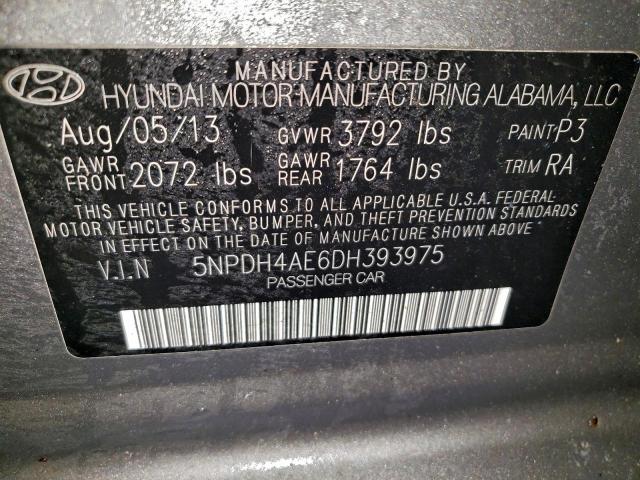 MANUFACTURED BY
HYUNDAI MOTOR MANUFACTURING ALABAMA, LLC
Aug/05/13 GVWR 3792 lbs PAINT P3
GAWR FRONT 2072 lbs GAWR REAR 1764 lbs TRIM RA
THIS VEHICLE CONFORMS TO ALL APPLICABLE U.S.A. FEDERAL
MOTOR VEHICLE SAFETY, BUMPER, AND THEFT PREVENTION STANDARDS
IN EFFECT ON THE DATE OF MANUFACTURE SHOWN ABOVE
V.I.N 5NPDH4AE6DH393975
PASSENGER CAR